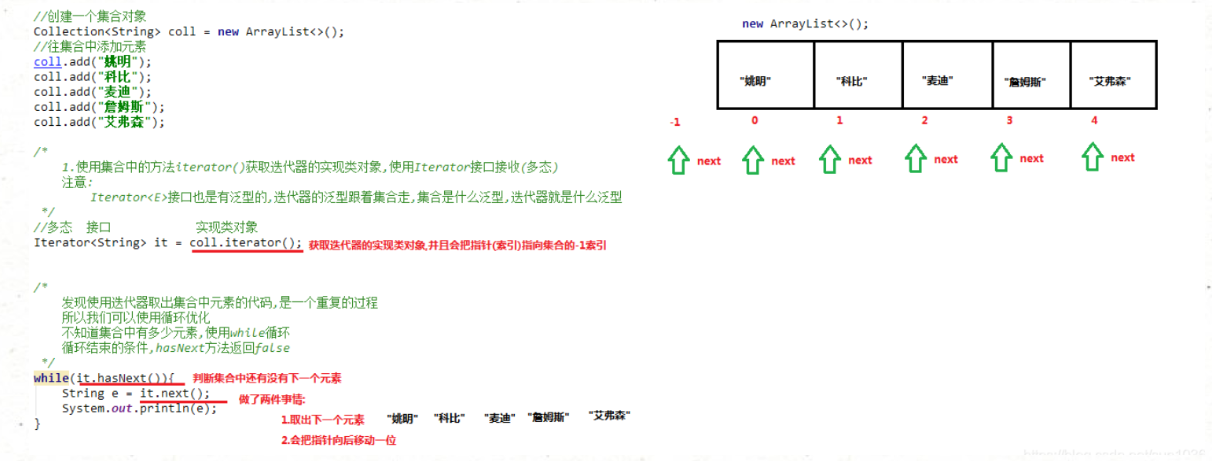 //创建一个集合对象
Collection<String> coll = new ArrayList<>();
//往集合中添加元素
coll.add("姚明");
coll.add("科比");
coll.add("麦迪");
coll.add("詹姆斯");
coll.add("艾弗森");
/*
1.使用集合中的方法iterator()获取迭代器的实现类对象,使用Iterator接口接收(多态)
注意:
Iterator<E>接口也是有泛型的,迭代器的泛型跟着集合走,集合是什么泛型,迭代器就是什么泛型
*/
//多态 接口 实现类对象
Iterator<String> it = coll.iterator(); 获取迭代器的实现类对象,并且会把指针(索引)指向集合的-1索引
/*
发现使用迭代器取出集合中元素的代码,是一个重复的过程
所以我们可以使用循环优化
不知道集合中有多少元素,使用while循环
循环结束的条件,hasNext方法返回false
*/
while(it.hasNext()){ 判断集合中还有没有下一个元素
String e = it.next(); 做了两件事情:
System.out.println(e);
1.取出下一个元素 "姚明" "科比" "麦迪" "詹姆斯" "艾弗森"
}
2.会把指针向后移动一位
new ArrayList<>();
"姚明" "科比" "麦迪" "詹姆斯" "艾弗森"
-1 0 1 2 3 4
next next next next next next